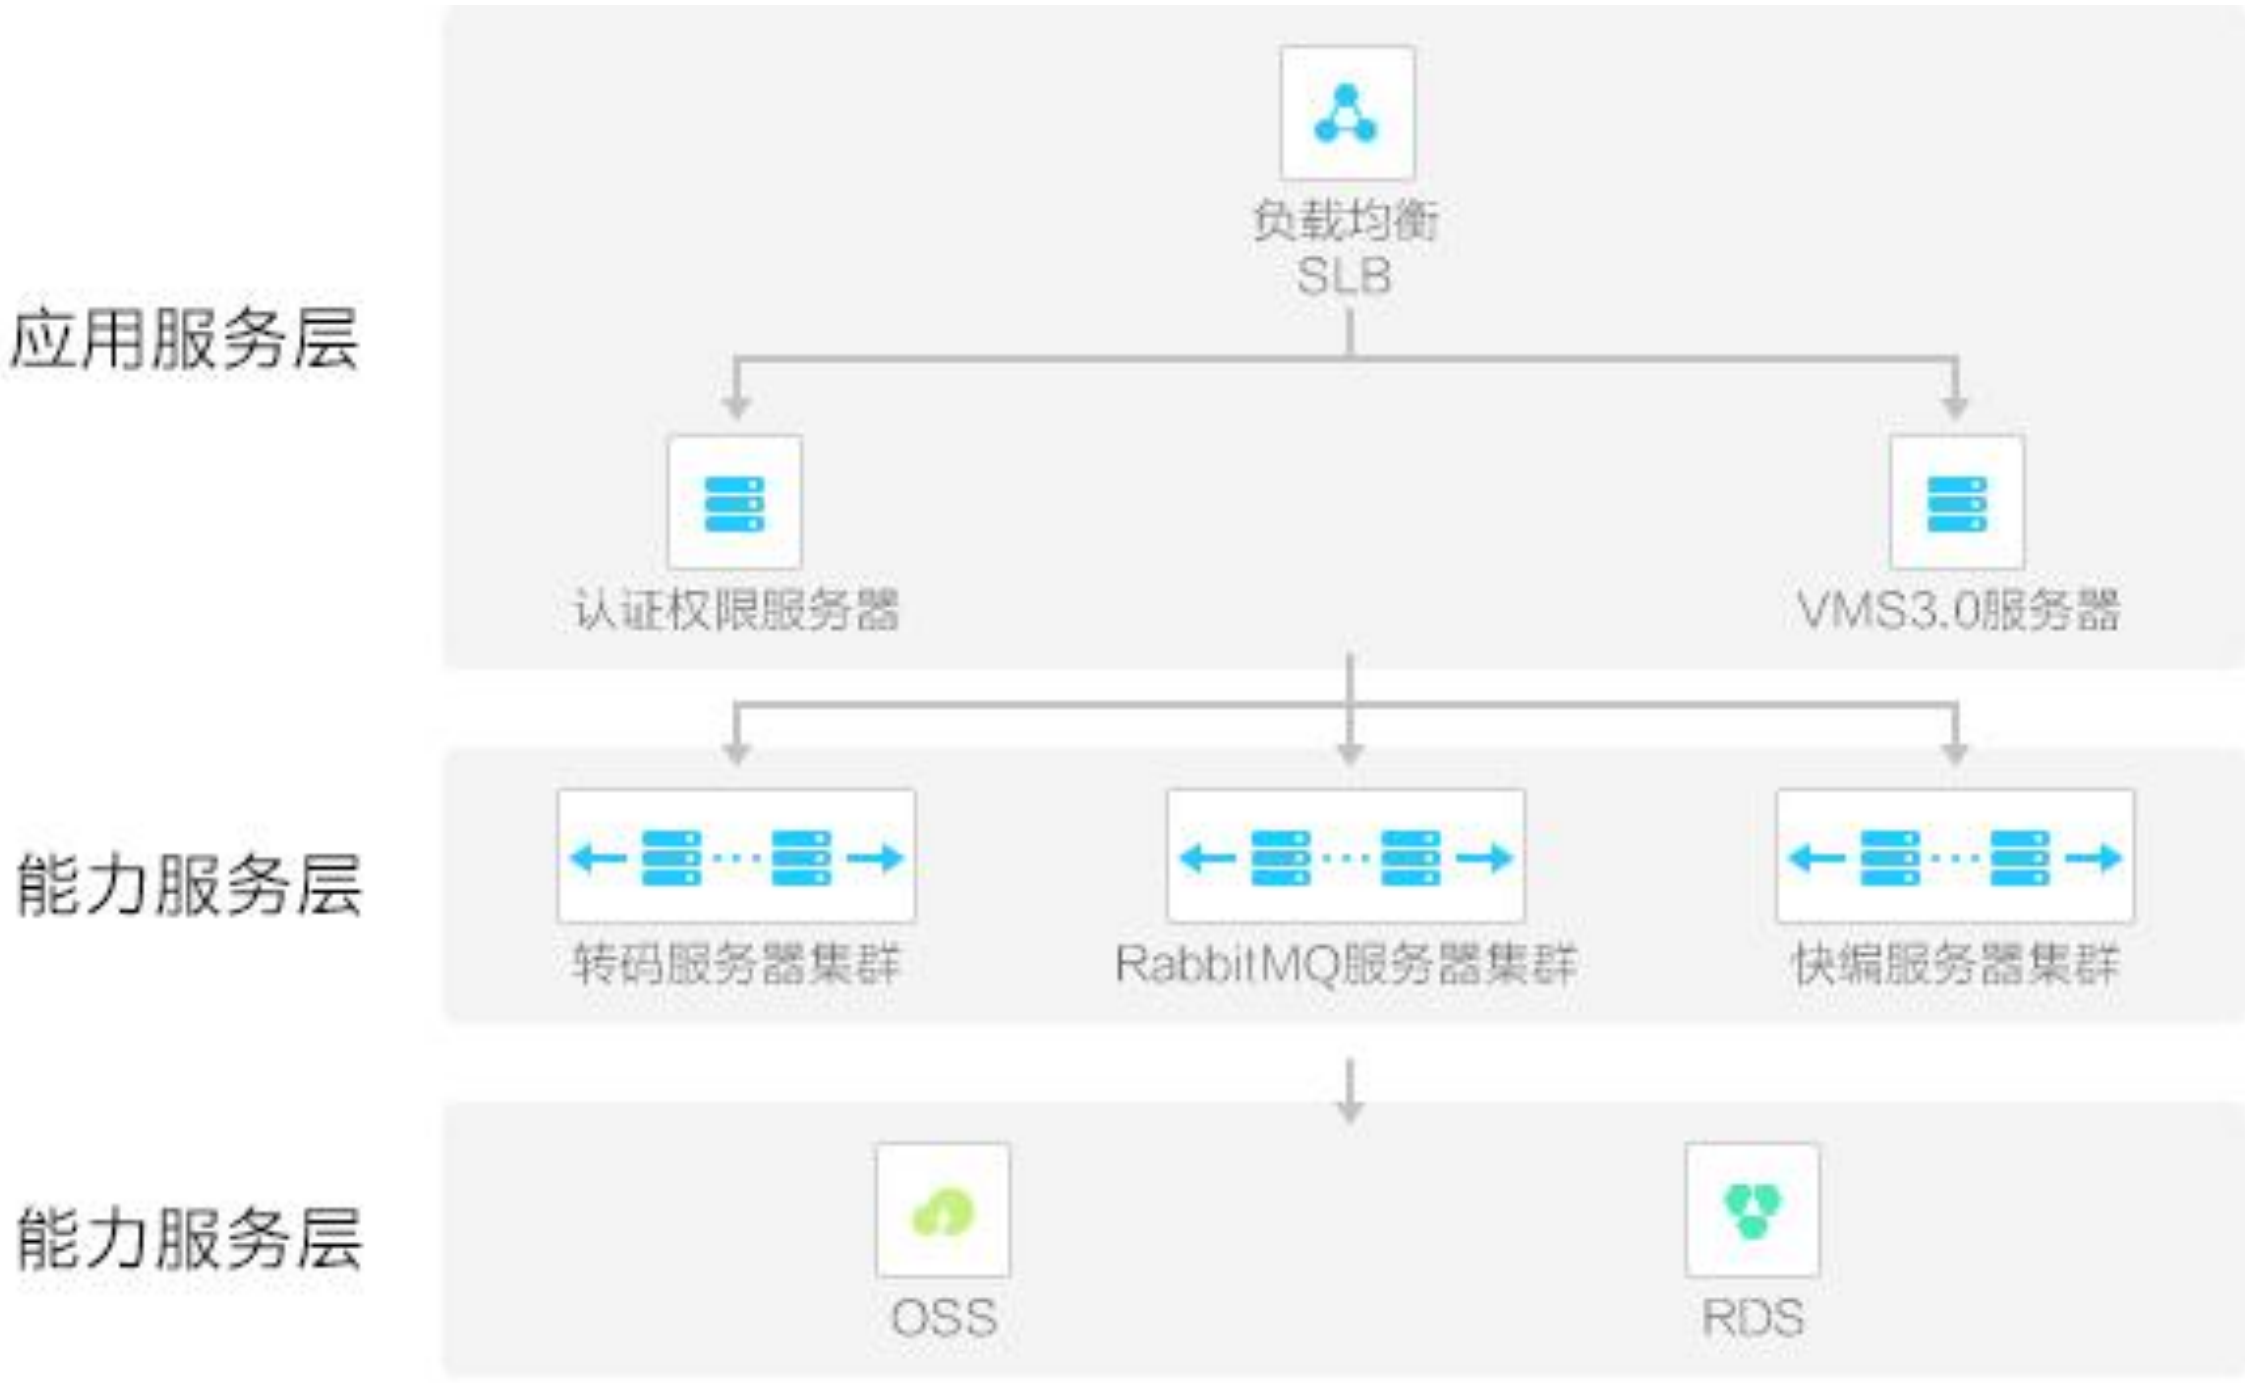 负载均衡
SLB
应用服务层
认证权限服务器
VMS3.0服务器
能力服务层
转码服务器集群
RabbitMQ服务器集群
快编服务器集群
能力服务层
OSS
RDS